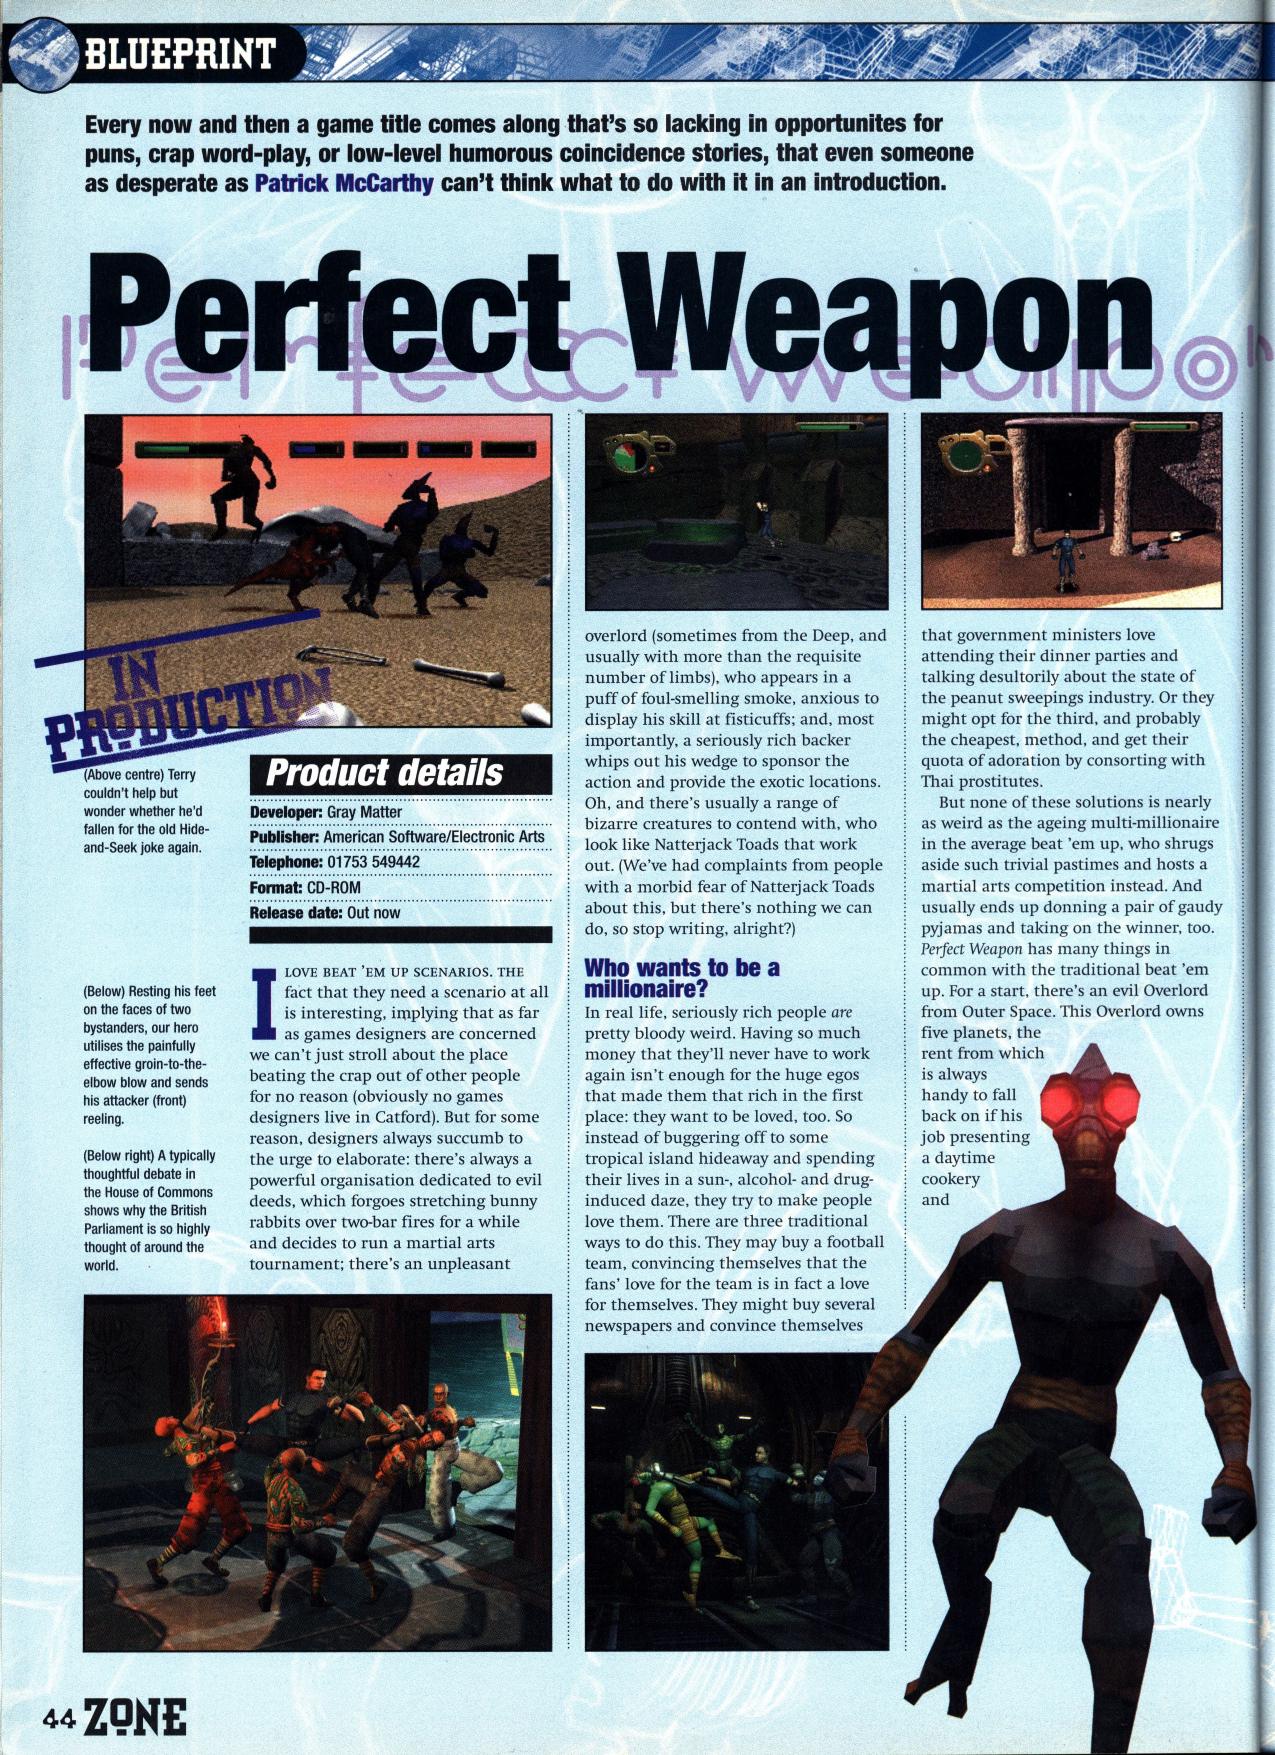 BLUEPRINT
Every now and then a game title comes along that's so lacking in opportunites for
puns, crap word-play, or low-level humorous coincidence stories, that even someone
as desperate as Patrick McCarthy can't think what to do with it in an introduction.
Perfect Weapon
Perfect Weapon
IN
PRODUCTION
(Above centre) Terry
couldn't help but
wonder whether he'd
fallen for the old Hide-
and-Seek joke again.
(Below) Resting his feet
on the faces of two
bystanders, our hero
utilises the painfully
effective groin-to-the-
elbow blow and sends
his attacker (front)
reeling.
(Below right) A typically
thoughtful debate in
the House of Commons
shows why the British
Parliament is so highly
thought of around the
world.
Product details
Developer: Gray Matter
Publisher: American Software/Electronic Arts
Telephone: 01753 549442
Format: CD-ROM
Release date: Out now
I LOVE BEAT 'EM UP SCENARIOS. THE
fact that they need a scenario at all
is interesting, implying that as far
as games designers are concerned
we can't just stroll about the place
beating the crap out of other people
for no reason (obviously no games
designers live in Catford). But for some
reason, designers always succumb to
the urge to elaborate: there's always a
powerful organisation dedicated to evil
deeds, which forgoes stretching bunny
rabbits over two-bar fires for a while
and decides to run a martial arts
tournament; there's an unpleasant
overlord (sometimes from the Deep, and
usually with more than the requisite
number of limbs), who appears in a
puff of foul-smelling smoke, anxious to
display his skill at fisticuffs; and, most
importantly, a seriously rich backer
whips out his wedge to sponsor the
action and provide the exotic locations.
Oh, and there's usually a range of
bizarre creatures to contend with, who
look like Natterjack Toads that work
out. (We've had complaints from people
with a morbid fear of Natterjack Toads
about this, but there's nothing we can
do, so stop writing, alright?)
Who wants to be a
millionaire?
In real life, seriously rich people are
pretty bloody weird. Having so much
money that they'll never have to work
again isn't enough for the huge egos
that made them that rich in the first
place: they want to be loved, too. So
instead of buggering off to some
tropical island hideaway and spending
their lives in a sun-, alcohol- and drug-
induced daze, they try to make people
love them. There are three traditional
ways to do this. They may buy a football
team, convincing themselves that the
fans' love for the team is in fact a love
for themselves. They might buy several
newspapers and convince themselves
that government ministers love
attending their dinner parties and
talking desultorily about the state of
the peanut sweepings industry. Or they
might opt for the third, and probably
the cheapest, method, and get their
quota of adoration by consorting with
Thai prostitutes.
But none of these solutions is nearly
as weird as the ageing multi-millionaire
in the average beat 'em up, who shrugs
aside such trivial pastimes and hosts a
martial arts competition instead. And
usually ends up donning a pair of gaudy
pyjamas and taking on the winner, too.
Perfect Weapon has many things in
common with the traditional beat 'em
up. For a start, there's an evil Overlord
from Outer Space. This Overlord owns
five planets, the
rent from which
is always
handy to fall
back on if his
job presenting
a daytime
cookery
and
44 ZONE